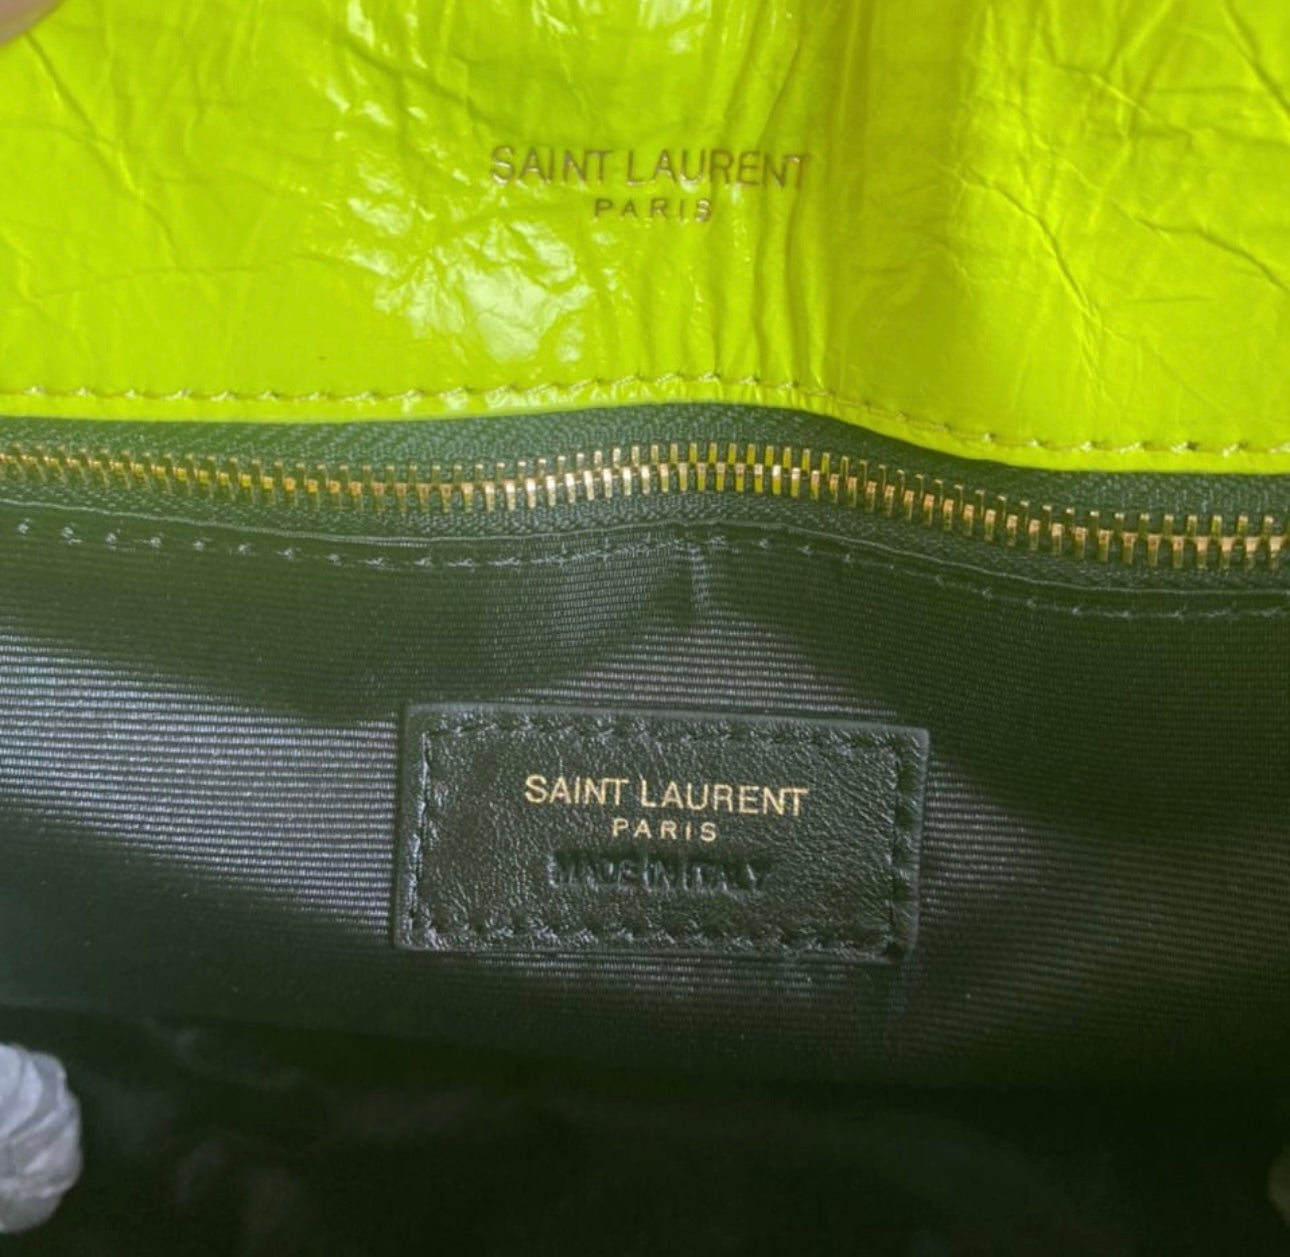 SAINT LAURENT
PARIS
SAINT LAURENT
PARIS
MADE IN ITALY